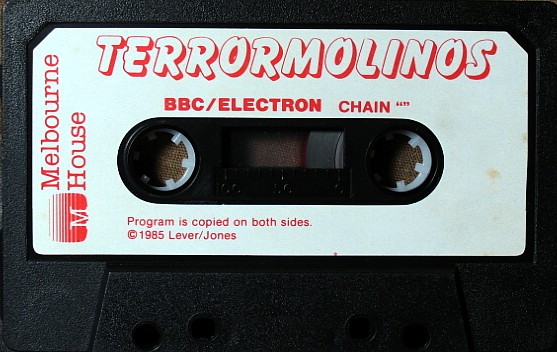 TERRORMOLINOS
BBC/ELECTRON CHAIN “”
Melbourne
House
M
Program is copied on both sides.
©1985 Lever/Jones